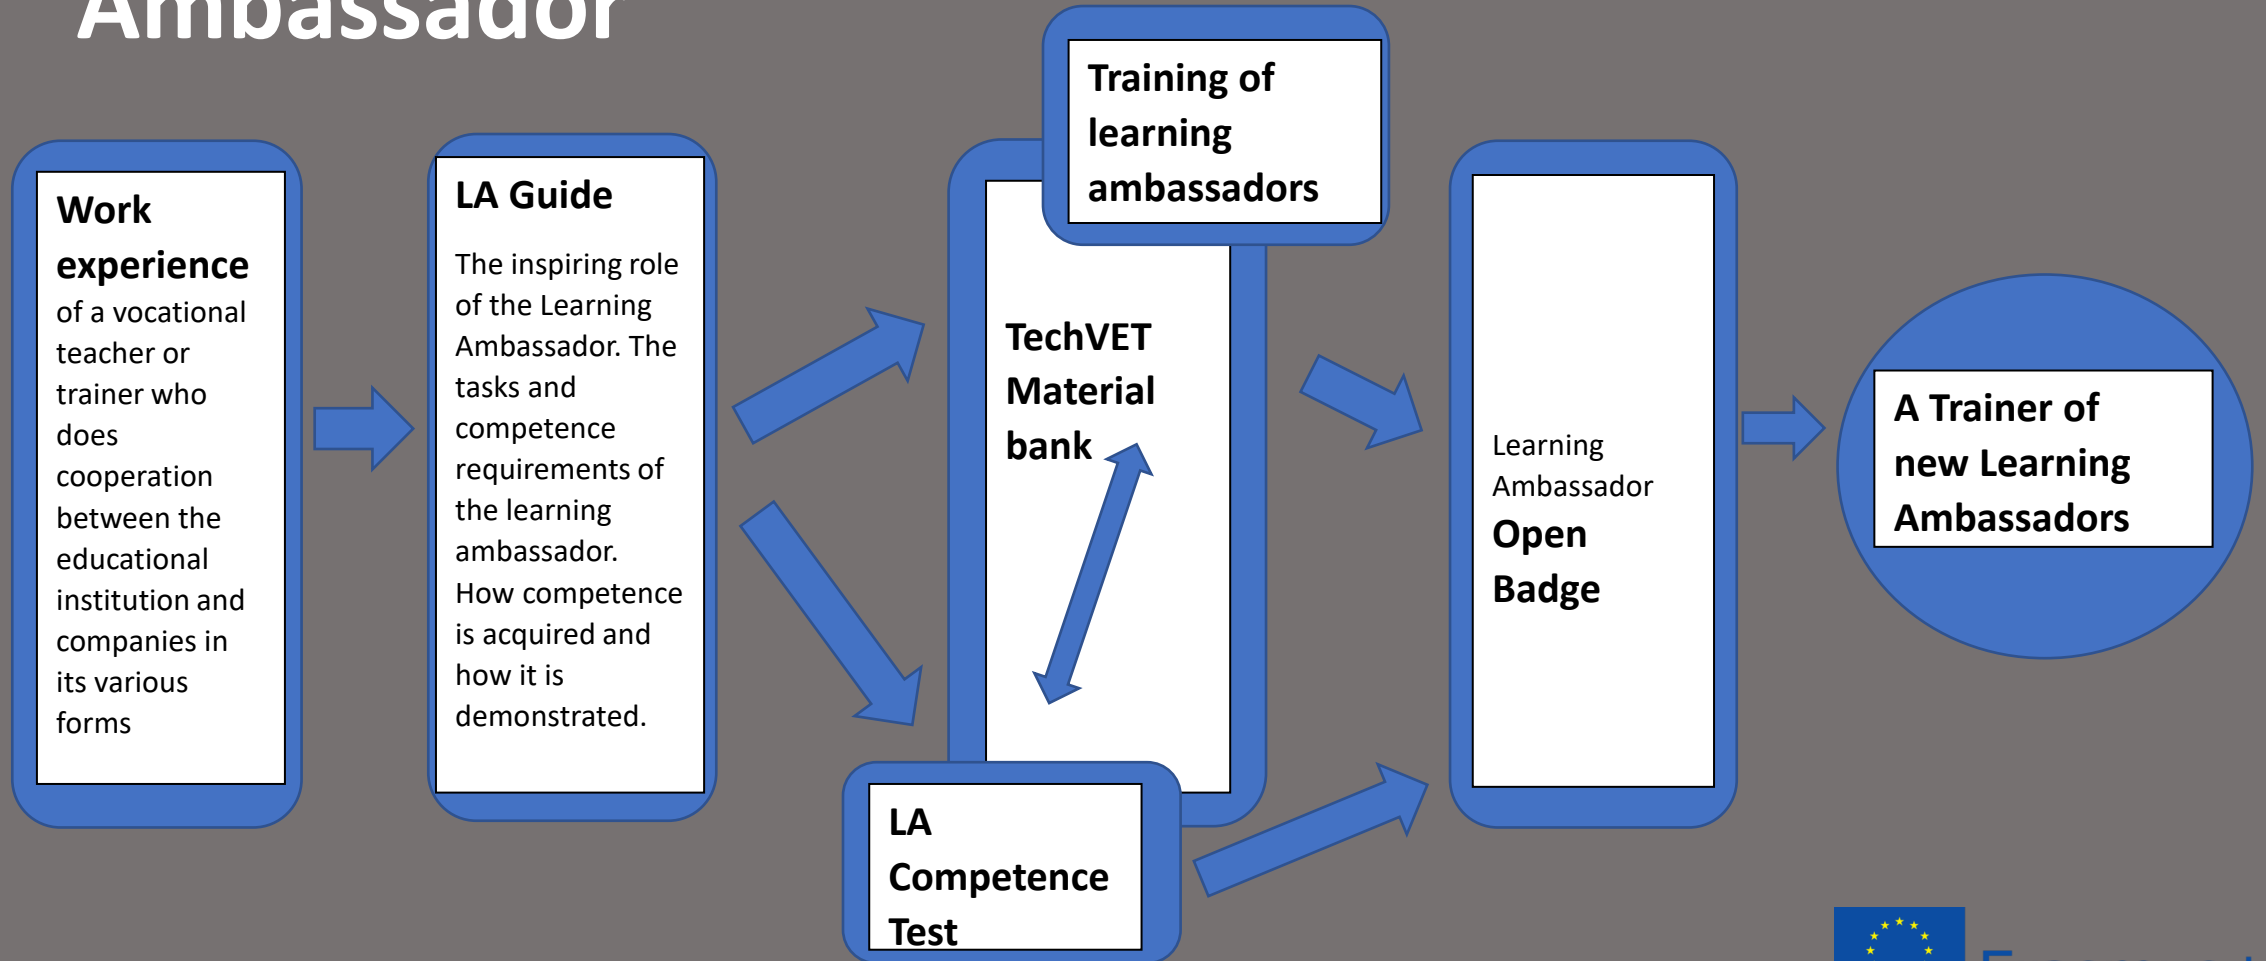 Ambassador
Work
experience
of a vocational
teacher or
trainer who
does
cooperation
between the
educational
institution and
companies in
its various
forms
LA Guide
The inspiring role
of the Learning
Ambassador. The
tasks and
competence
requirements of
the learning
ambassador.
How competence
is acquired and
how it is
demonstrated.
Training of
learning
ambassadors
TechVET
Material
bank
LA
Competence
Test
Learning
Ambassador
Open
Badge
A Trainer of
new Learning
Ambassadors